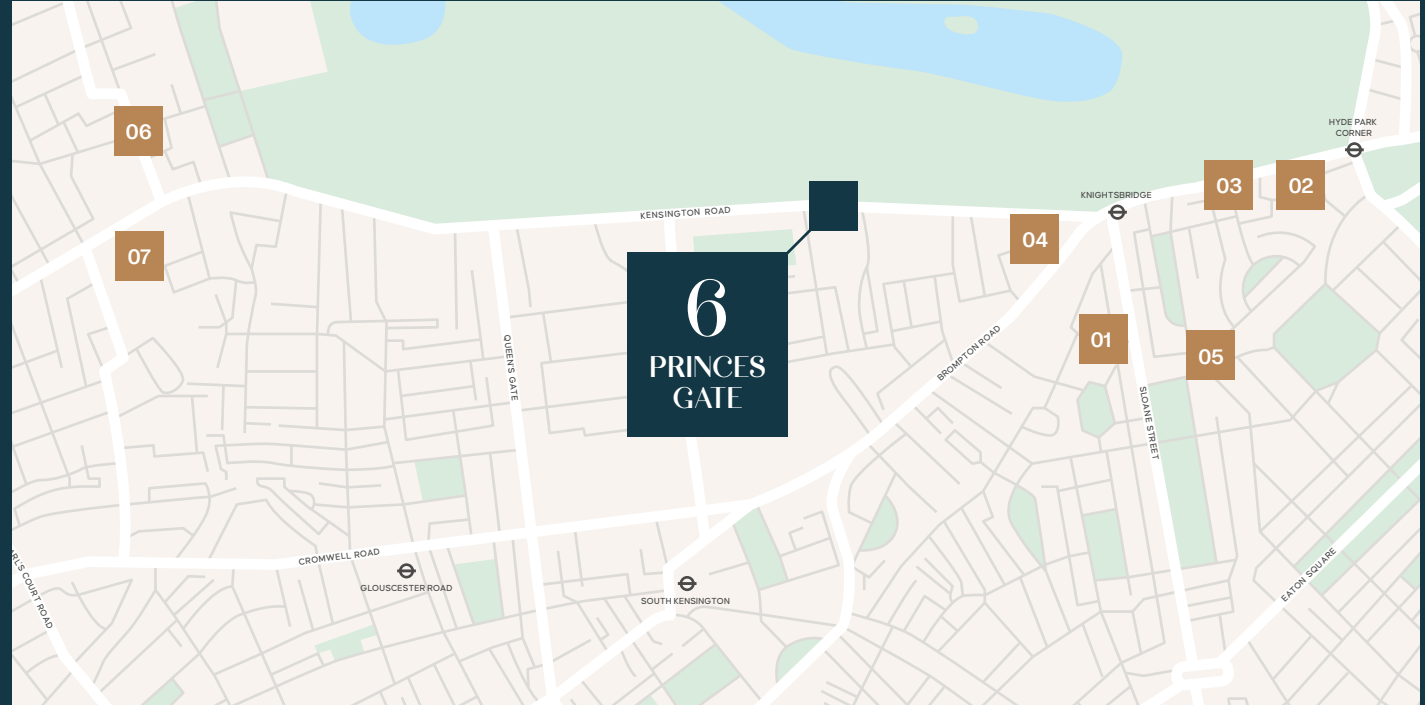 HYDE PARK
CORNER
06
03
02
KNIGHTSBRIDGE
KENSINGTON ROAD
04
07
6
PRINCES
GATE
QUEEN'S GATE
BROMPTON ROAD
01
05
SLOANE STREET
CROMWELL ROAD
GLOUSCESTER ROAD
SOUTH KENSINGTON
EATON SQUARE
ARL'S COURT ROAD